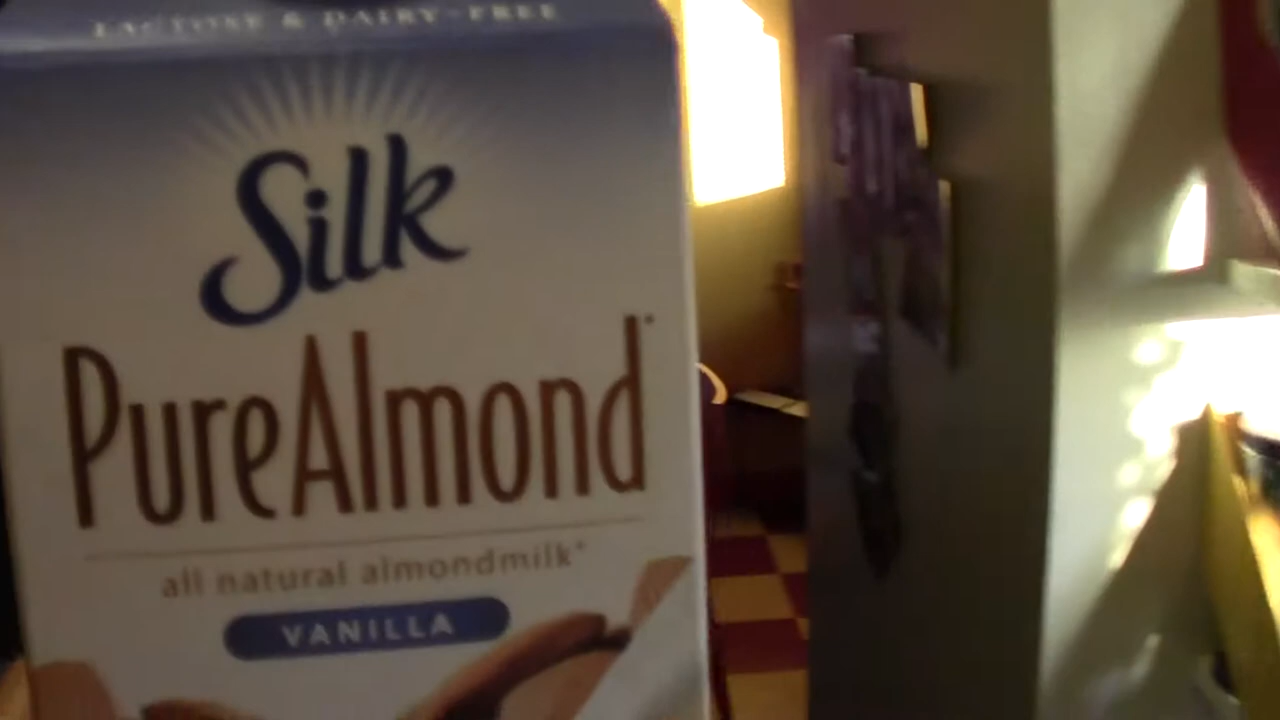 LACTOSE & DAIRY-FREE
Silk
PureAlmond
all natural almondmilk*
VANILLA